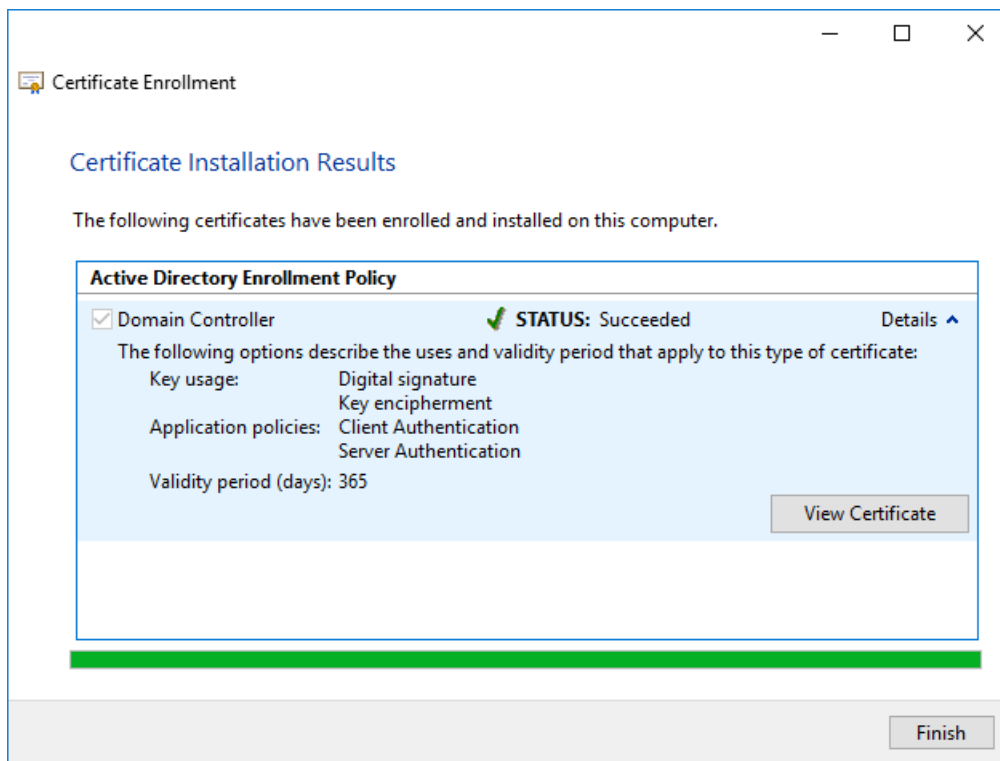 Certificate Enrollment
Certificate Installation Results
The following certificates have been enrolled and installed on this computer.
Active Directory Enrollment Policy
Domain Controller STATUS: Succeeded Details
The following options describe the uses and validity period that apply to this type of certificate:
Key usage: Digital signature
Key encipherment
Application policies: Client Authentication
Server Authentication
Validity period (days): 365
View Certificate
Finish